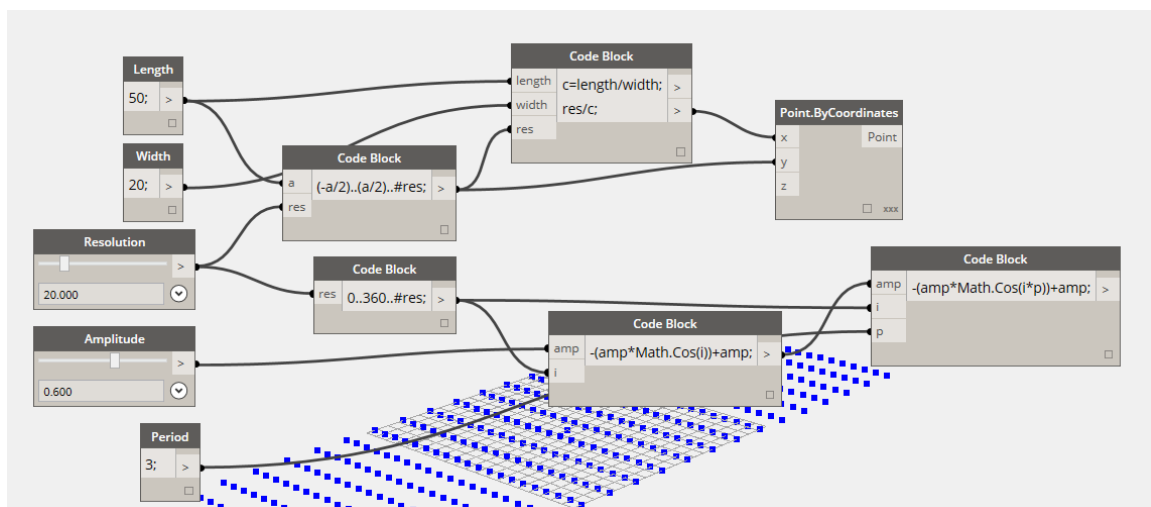 Length
50; >
Width
20; >
Resolution
>
20.000
Amplitude
>
0.600
Period
3; >
Code Block
a (-a/2)..(a/2)..#res; >
res
Code Block
res 0..360..#res; >
Code Block
length c=length/width; >
width res/c; >
res
Code Block
amp -(amp*Math.Cos(i))+amp; >
i
Point.ByCoordinates
x Point
y
z
xxx
Code Block
amp -(amp*Math.Cos(i*p))+amp; >
i
p